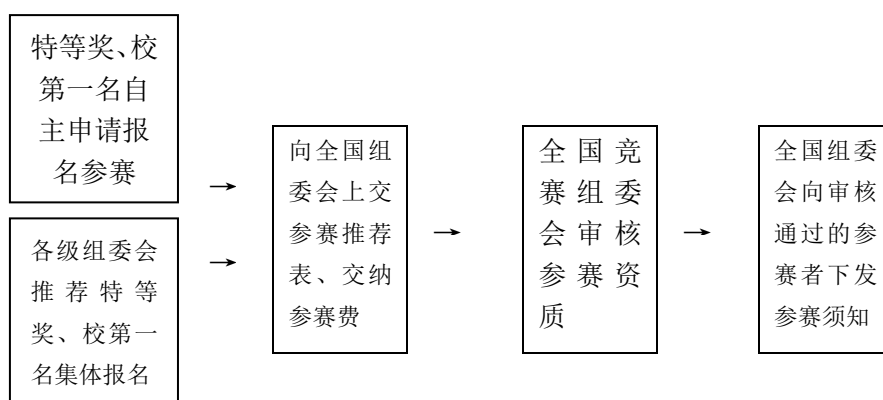 特等奖、校
第一名自
主申请报
名参赛
各级组委会
推荐特等
奖、校第一
名集体报名
向全国组
委会上交
参赛推荐
表、交纳
参赛费
全国竞
赛组委
会审核
参赛资
质
全国组委
会向审核
通过的参
赛者下发
参赛须知